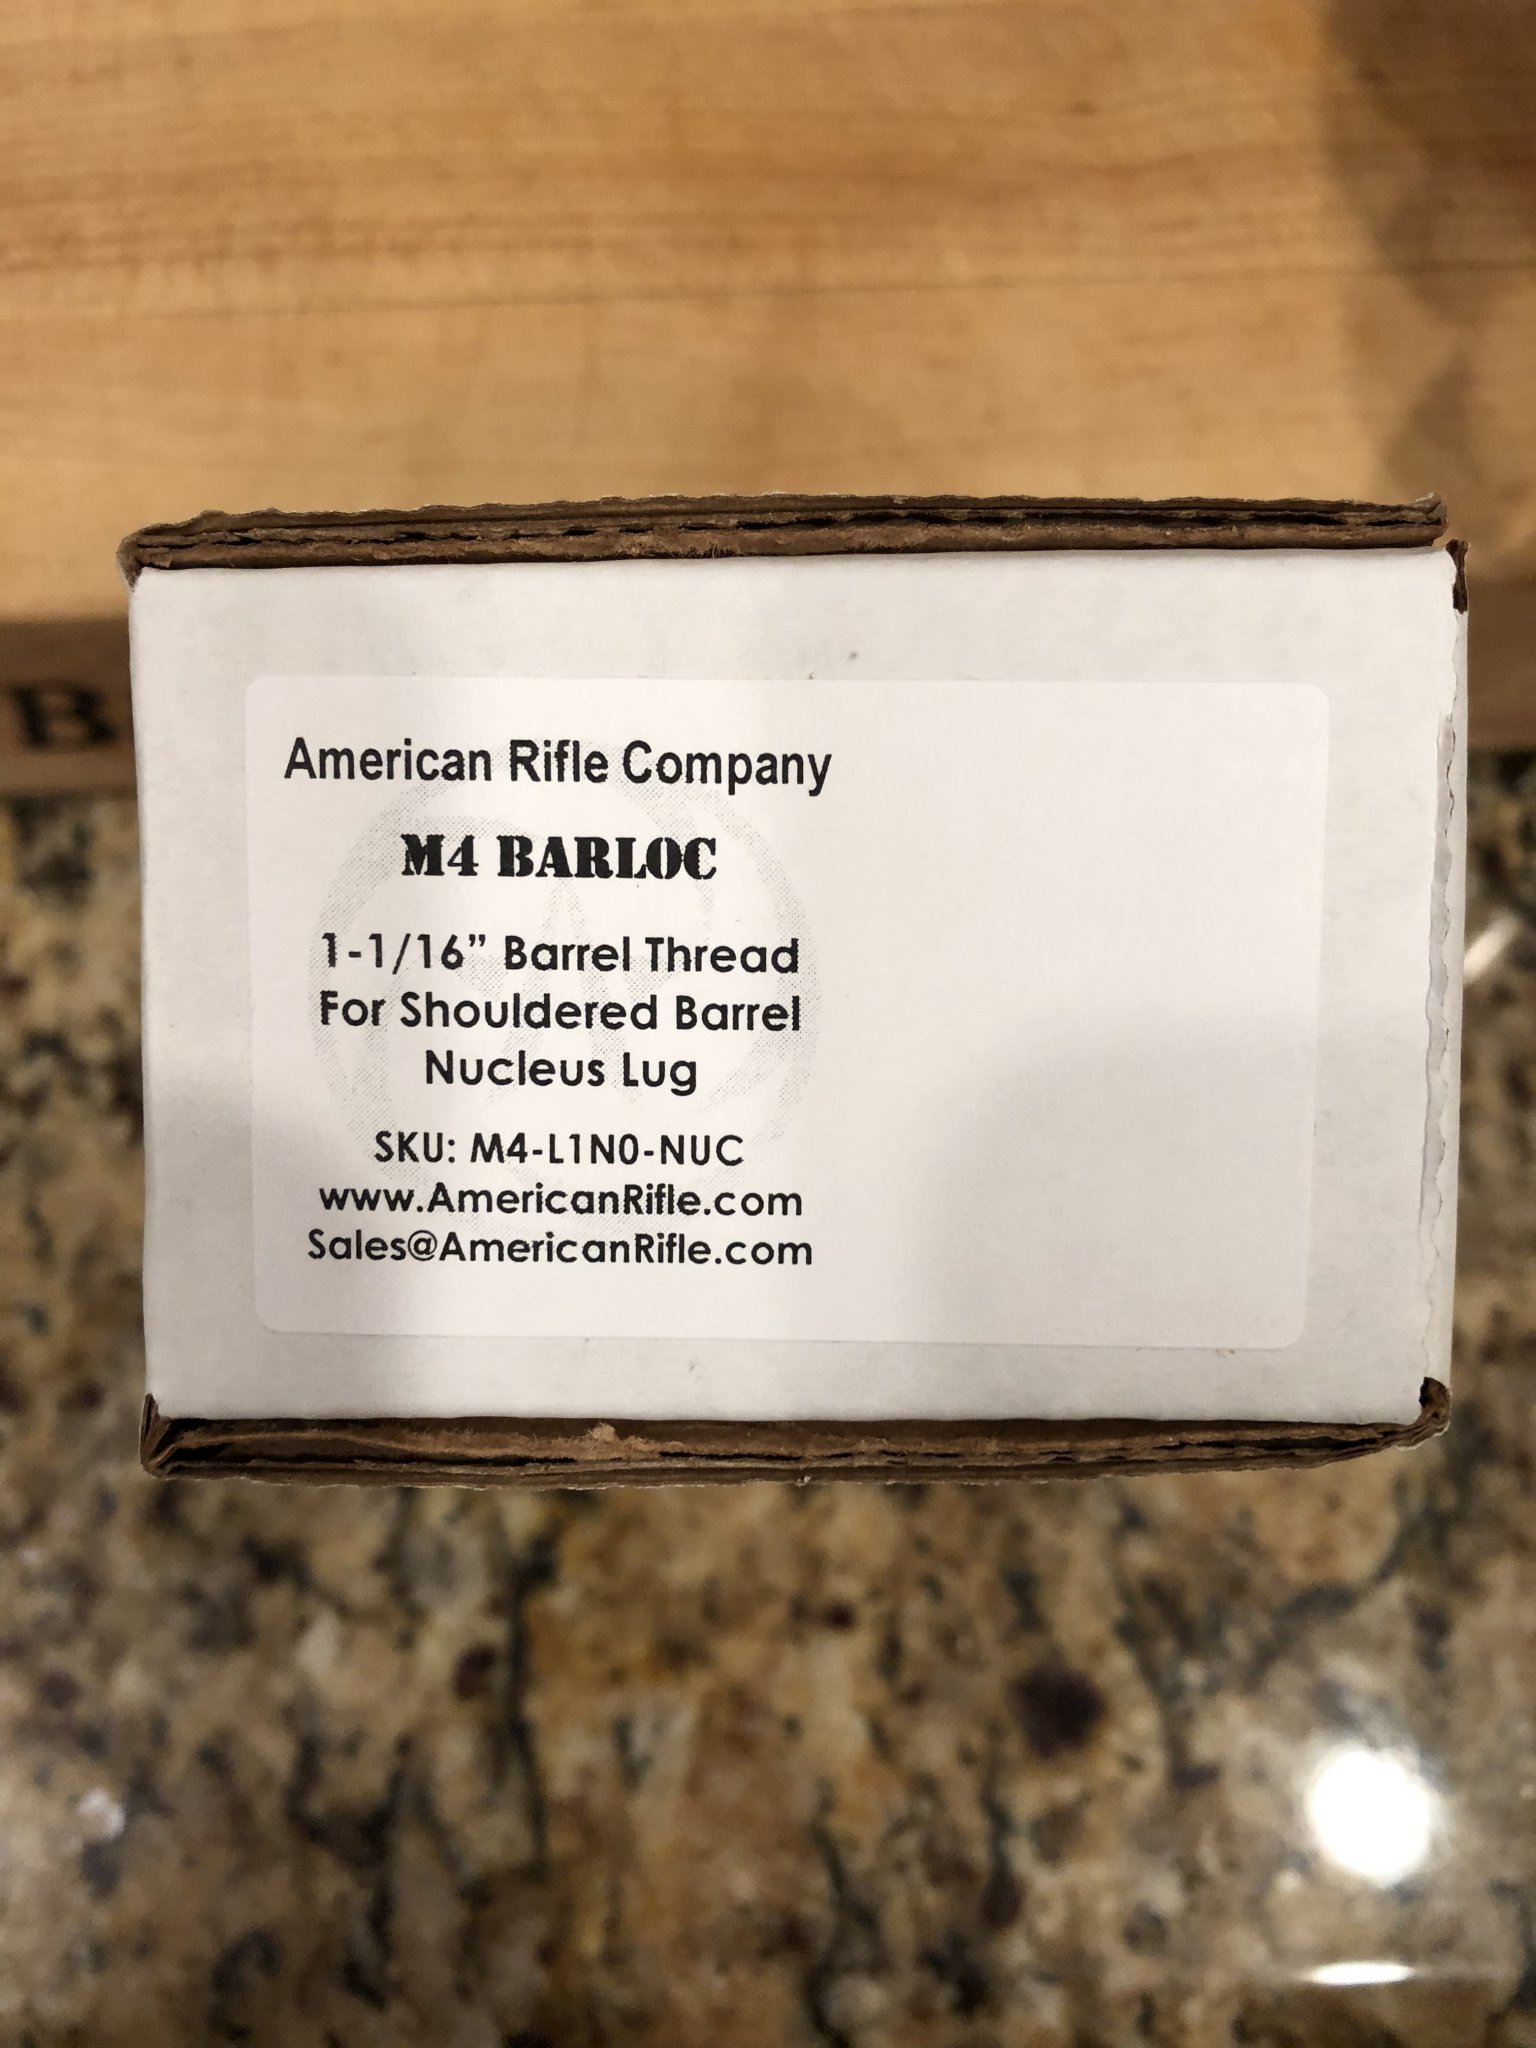 B
American Rifle Company
M4 BARLOC
1-1/16” Barrel Thread
For Shouldered Barrel
Nucleus Lug
SKU: M4-L1N0-NUC
www.AmericanRifle.com
Sales@AmericanRifle.com